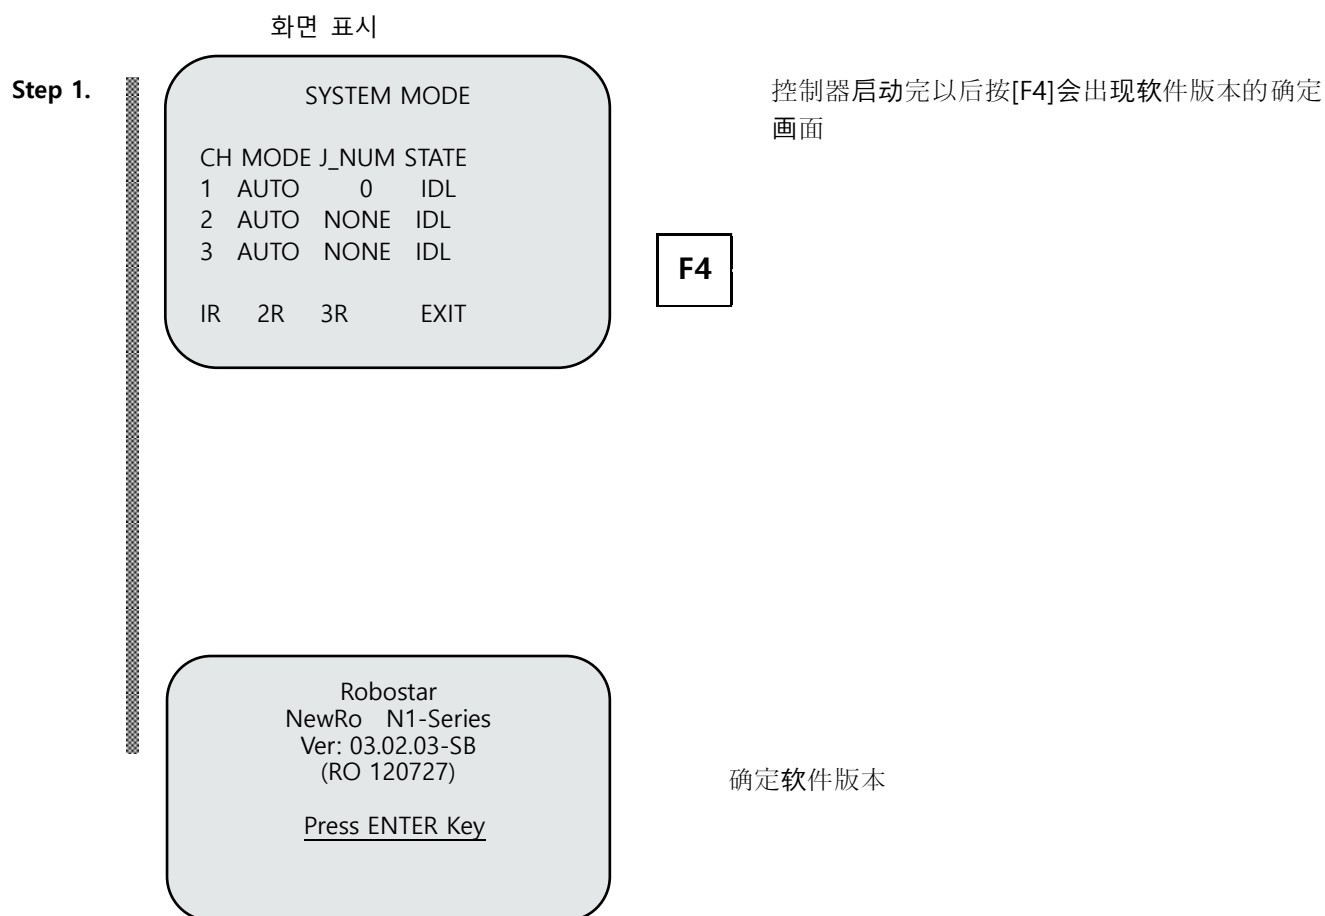 화면 표시
Step 1.
SYSTEM MODE
CH MODE J_NUM STATE
1 AUTO 0 IDL
2 AUTO NONE IDL
3 AUTO NONE IDL
IR 2R 3R EXIT
F4
控制器启动完以后按[F4]会出现软件版本的确定
画面
Robostar
NewRo N1-Series
Ver: 03.02.03-SB
(RO 120727)
Press ENTER Key
确定软件版本